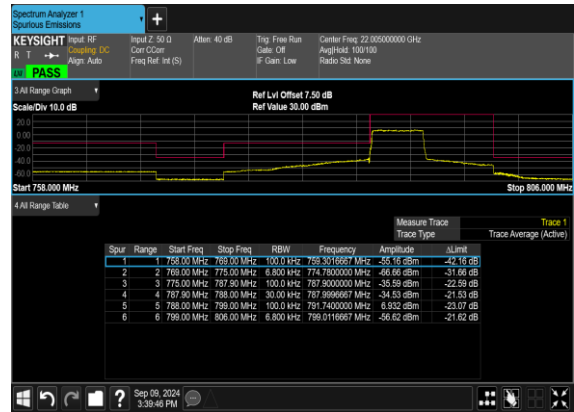 Spectrum Analyzer 1
Spurious Emissions
+
KEYSIGHT Input: RF Input Z: 50 Ω Atten: 40 dB Trig: Free Run Center Freq: 22.005000000 GHz
R T Coupling: DC Corr CCorr Gate: Off Avg|Hold: 100/100
Align: Auto Freq Ref: Int (S) IF Gain: Low Radio Std: None
PASS
3 All Range Graph
Ref Lvl Offset 7.50 dB
Scale/Div 10.0 dB Ref Value 30.00 dBm
20.0
0.00
-20.0
-40.0
-60.0
Start 758.000 MHz Stop 806.000 MHz
4 All Range Table
Measure Trace Trace 1
Trace Type Trace Average (Active)
Spur Range Start Freq Stop Freq RBW Frequency Amplitude ΔLimit
1 1 758.00 MHz 769.00 MHz 100.0 kHz 759.3016667 MHz -55.16 dBm -42.16 dB
2 2 769.00 MHz 775.00 MHz 6.800 kHz 774.7800000 MHz -66.66 dBm -31.66 dB
3 3 775.00 MHz 787.90 MHz 100.0 kHz 787.9000000 MHz -35.59 dBm -22.59 dB
4 4 787.90 MHz 788.00 MHz 30.00 kHz 787.9996667 MHz -34.53 dBm -21.53 dB
5 5 788.00 MHz 799.00 MHz 100.0 kHz 791.7400000 MHz 6.932 dBm -23.07 dB
6 6 799.00 MHz 806.00 MHz 6.800 kHz 799.0116667 MHz -56.62 dBm -21.62 dB
? Sep 09, 2024
3:39:46 PM